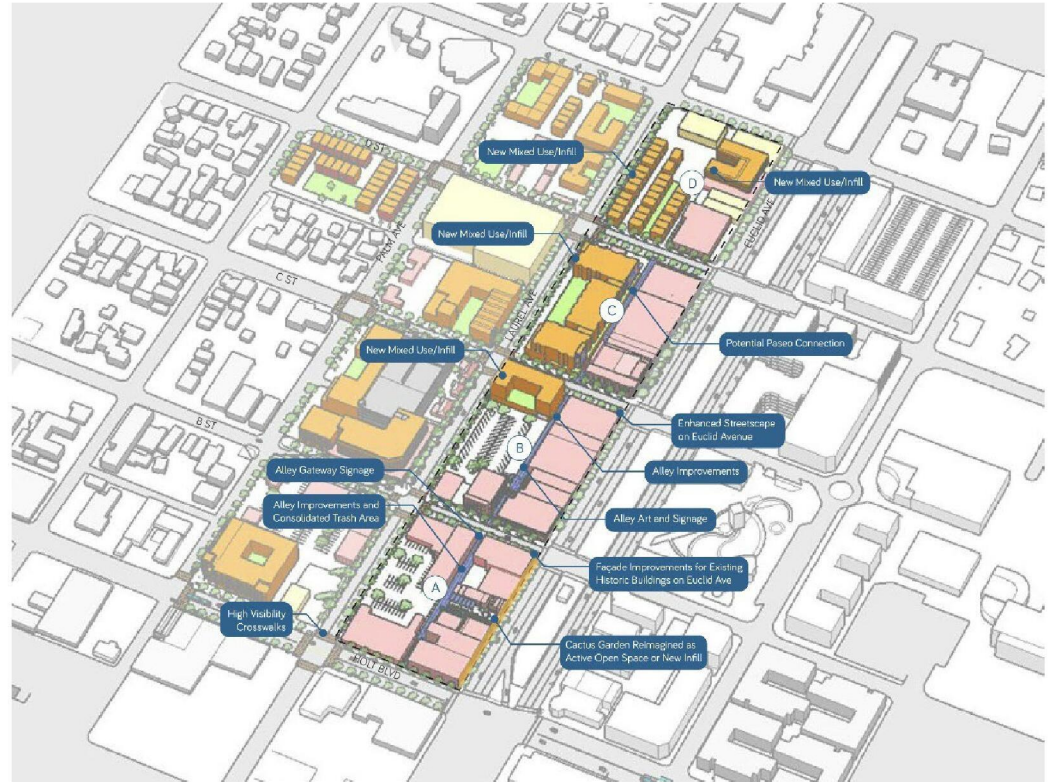 New Mixed Use/Infill
D ST
D
New Mixed Use/Infill
EUCLID AVE
New Mixed Use/Infill
PALM AVE
C ST
LAUREL AVE
C
Potential Paseo Connection
New Mixed Use/Infill
Enhanced Streetscape
on Euclid Avenue
B ST
B
Alley Improvements
Alley Gateway Signage
Alley Improvements and
Consolidated Trash Area
Alley Art and Signage
A
Façade Improvements for Existing
Historic Buildings on Euclid Ave
High Visibility
Crosswalks
Cactus Garden Reimagined as
Active Open Space or New Infill
HOLT BLVD